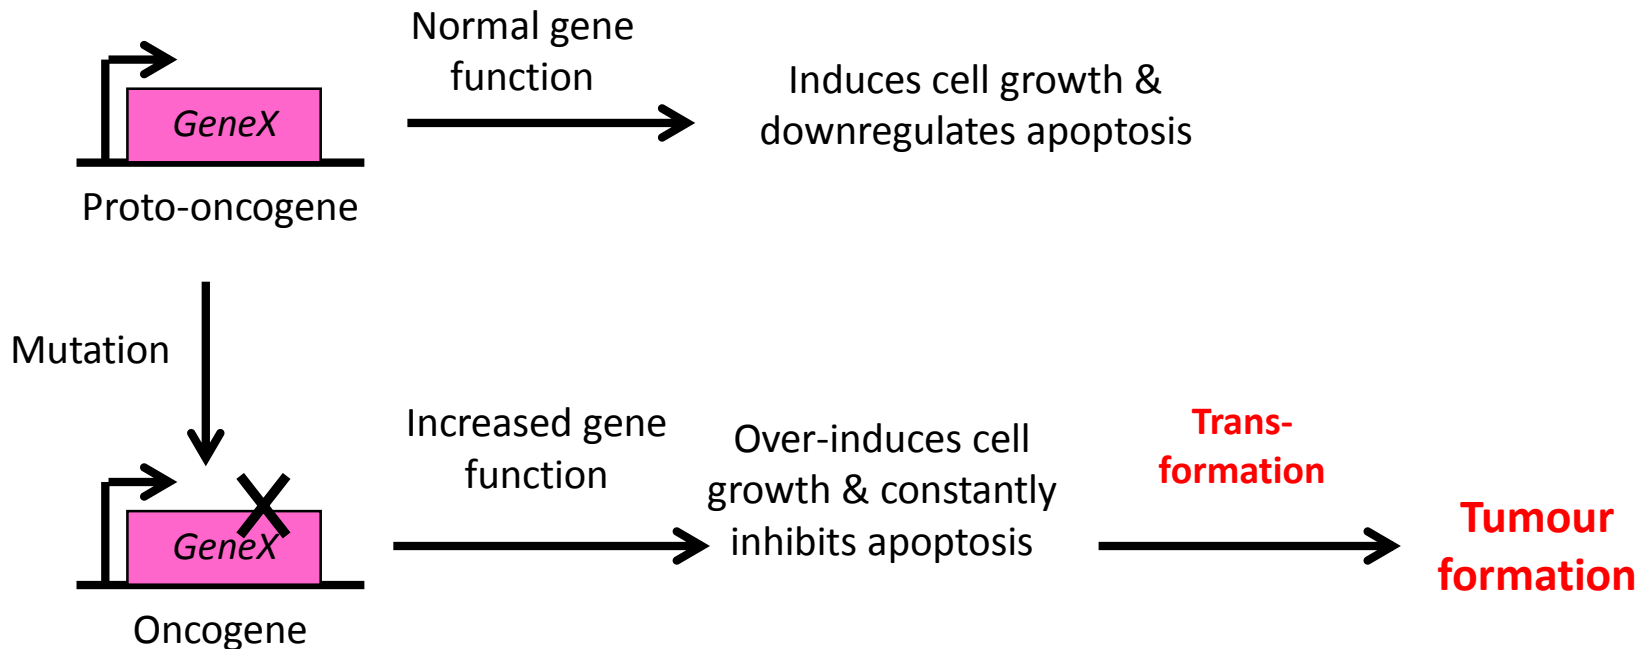 Normal gene
function
GeneX
Induces cell growth &
downregulates apoptosis
Proto-oncogene
Mutation
Increased gene
function
GeneX
Over-induces cell
growth & constantly
inhibits apoptosis
Trans-
formation
Tumour
formation
Oncogene